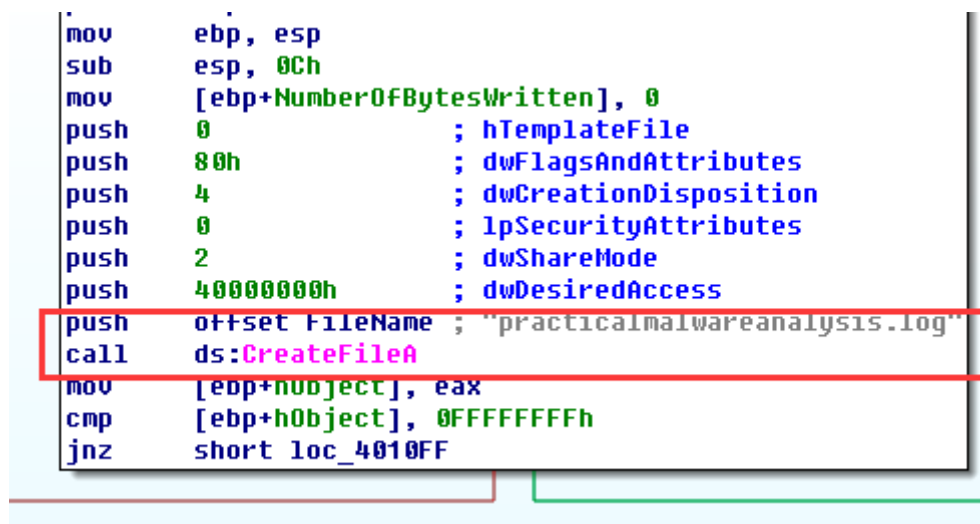 mov ebp, esp
sub esp, 0Ch
mov [ebp+NumberOfBytesWritten], 0
push 0 ; hTemplateFile
push 80h ; dwFlagsAndAttributes
push 4 ; dwCreationDisposition
push 0 ; lpSecurityAttributes
push 2 ; dwShareMode
push 40000000h ; dwDesiredAccess
push offset FileName ; "practicalmalwareanalysis.log"
call ds:CreateFileA
mov [ebp+hObject], eax
cmp [ebp+hObject], 0FFFFFFFFh
jnz short loc_4010FF